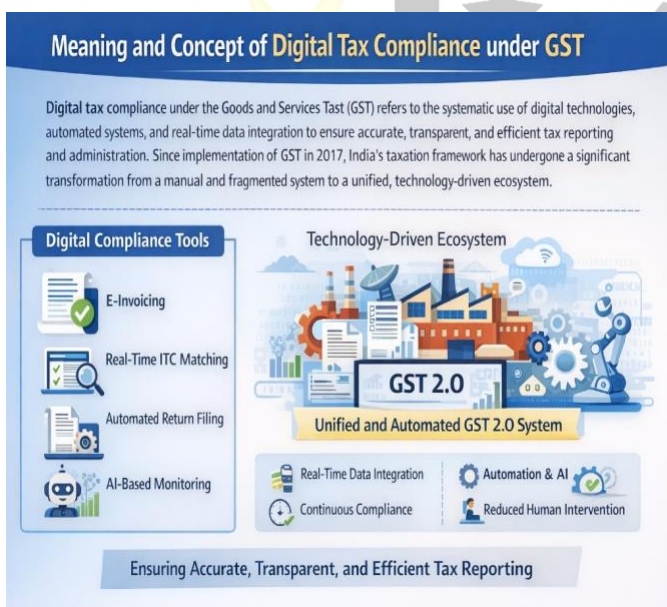 Meaning and Concept of Digital Tax Compliance under GST
Digital tax compliance under the Goods and Services Tast (GST) refers to the systematic use of digital technologies,
automated systems, and real-time data integration to ensure accurate, transparent, and efficient tax reporting
and administration. Since implementation of GST in 2017, India's taxation framework has undergone a significant
transformation from a manual and fragmented system to a unified, technology-driven ecosystem.
Digital Compliance Tools
E-Invoicing
Real-Time ITC Matching
Automated Return Filing
AI-Based Monitoring
Technology-Driven Ecosystem
GST 2.0
Unified and Automated GST 2.0 System
Real-Time Data Integration
Automation & AI
Continuous Compliance
Reduced Human Intervention
Ensuring Accurate, Transparent, and Efficient Tax Reporting